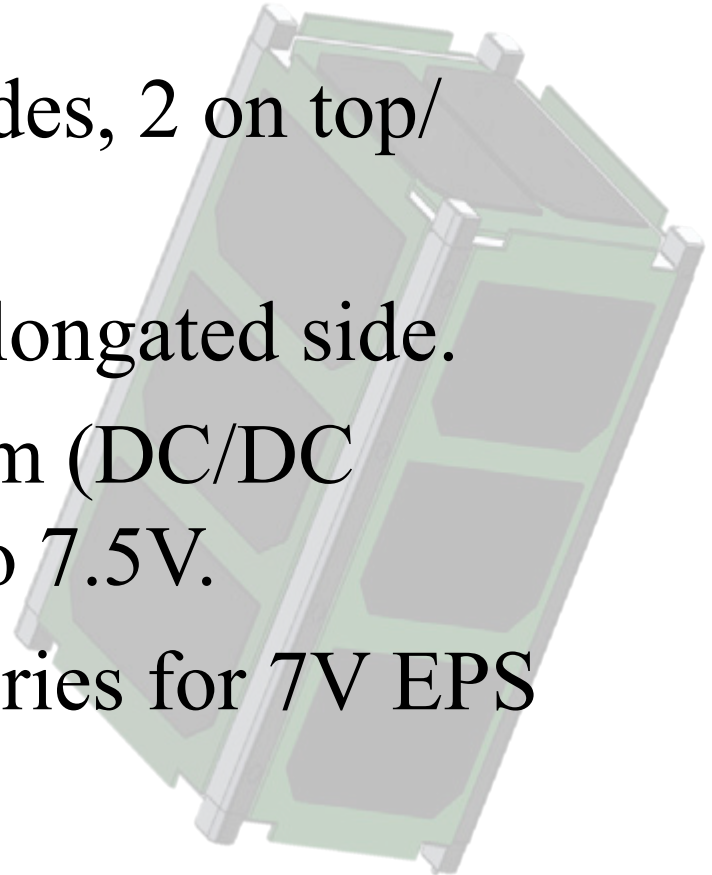 des, 2 on top/
longated side.
m (DC/DC
o 7.5V.
ries for 7V EPS